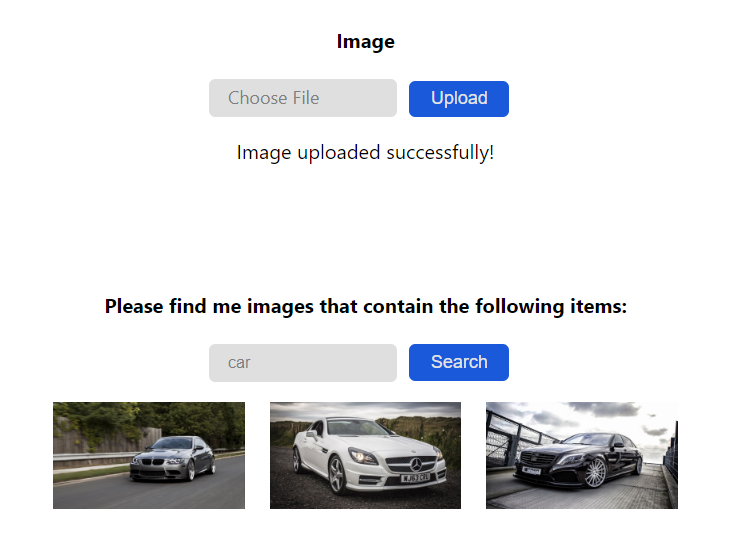 Image
Choose File
Upload
Image uploaded successfully!
Please find me images that contain the following items:
car
Search